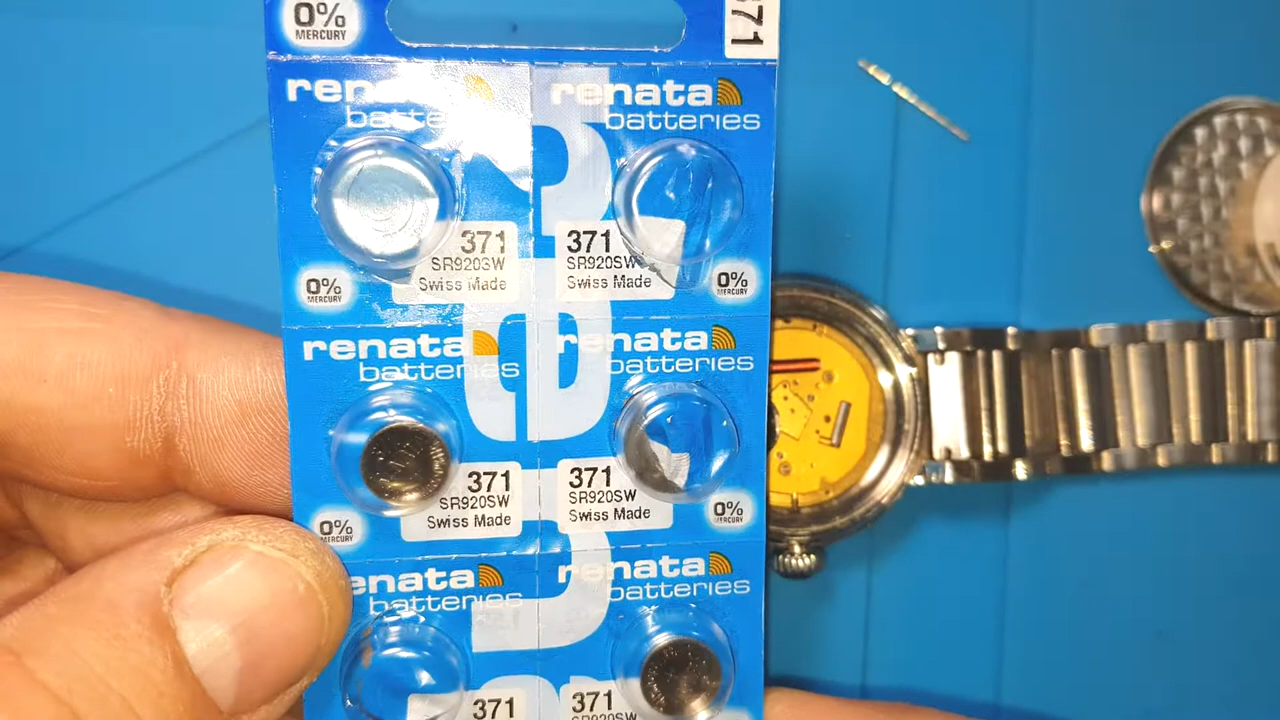 0%
MERCURY
371
renata
batteries
371
SR920SW
Swiss Made
0%
MERCURY
renata
batteries
371
SR920SW
Swiss Made
0%
MERCURY
renata
batteries
371
SR920SW
Swiss Made
0%
MERCURY
renata
batteries
371
SR920SW
Swiss Made
0%
MERCURY
enata
batteries
371
renata
batteries
371
SR920SW